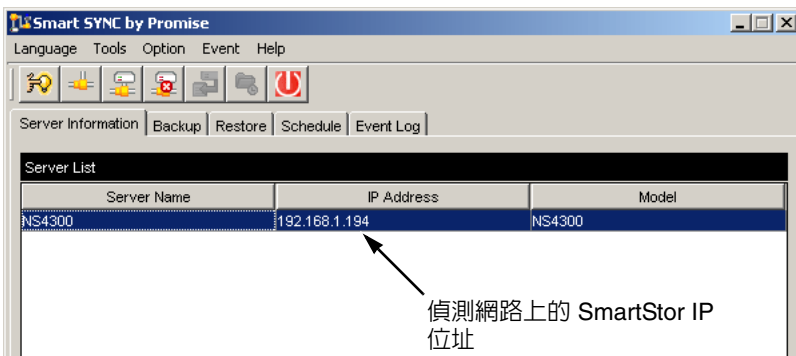 Smart SYNC by Promise
Language Tools Option Event Help
Server Information Backup Restore Schedule Event Log
Server List
Server Name IP Address Model
NS4300 192.168.1.194 NS4300
偵測網路上的 SmartStor IP
位址